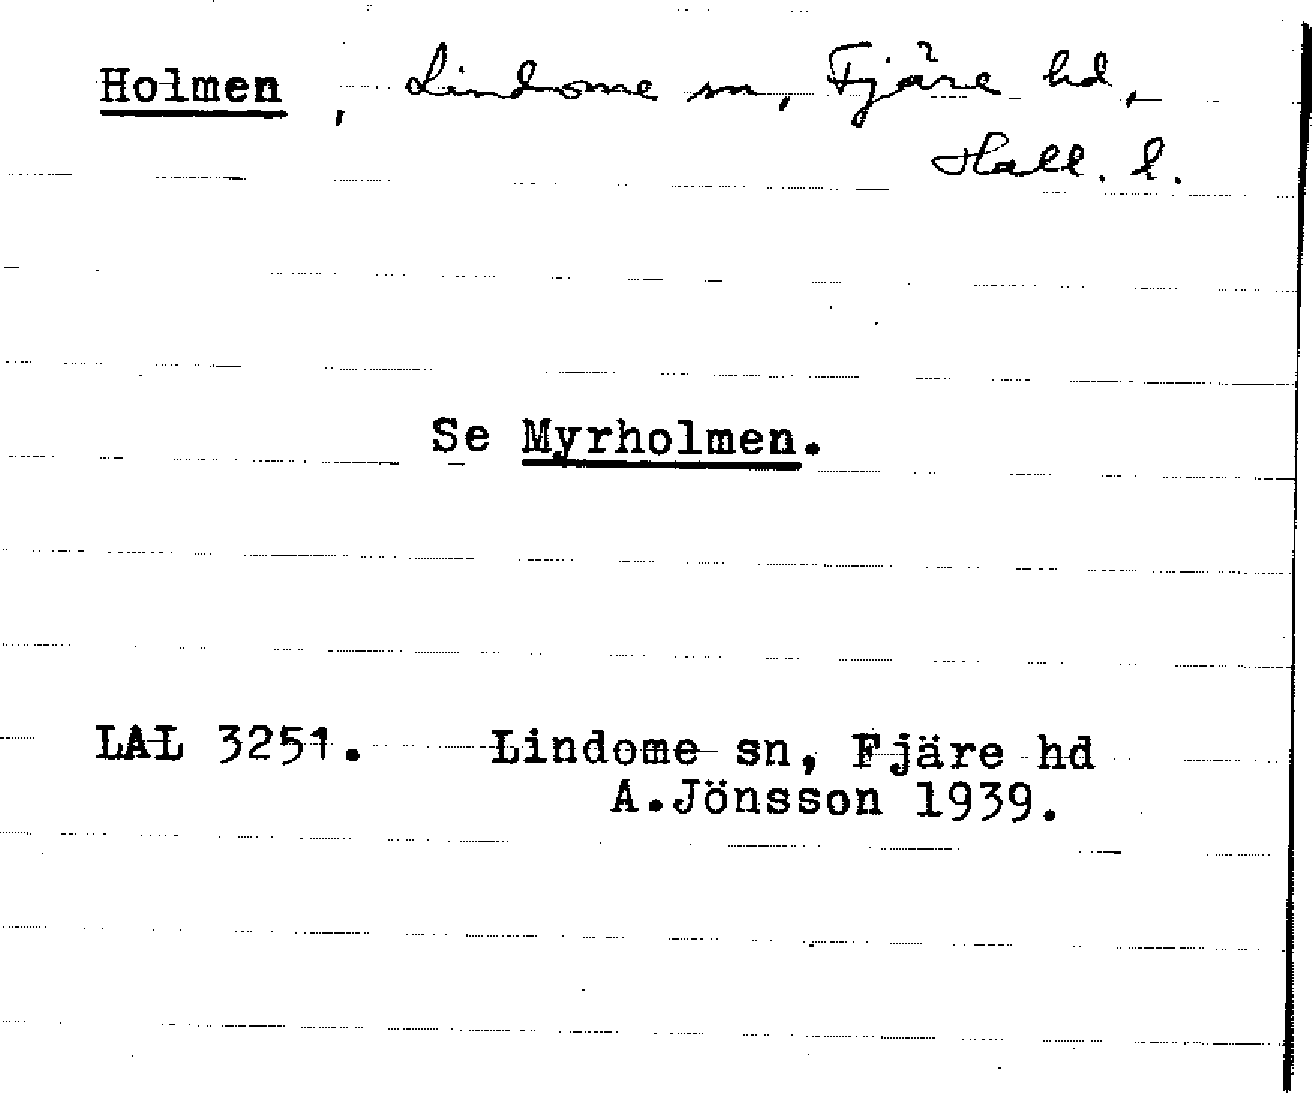 Holmen, Lindome sn, Fjäre hd,
Hall. l.
Se Myrholmen.
LAL 3251. Lindome sn, Fjäre hd
A.Jönsson 1939.